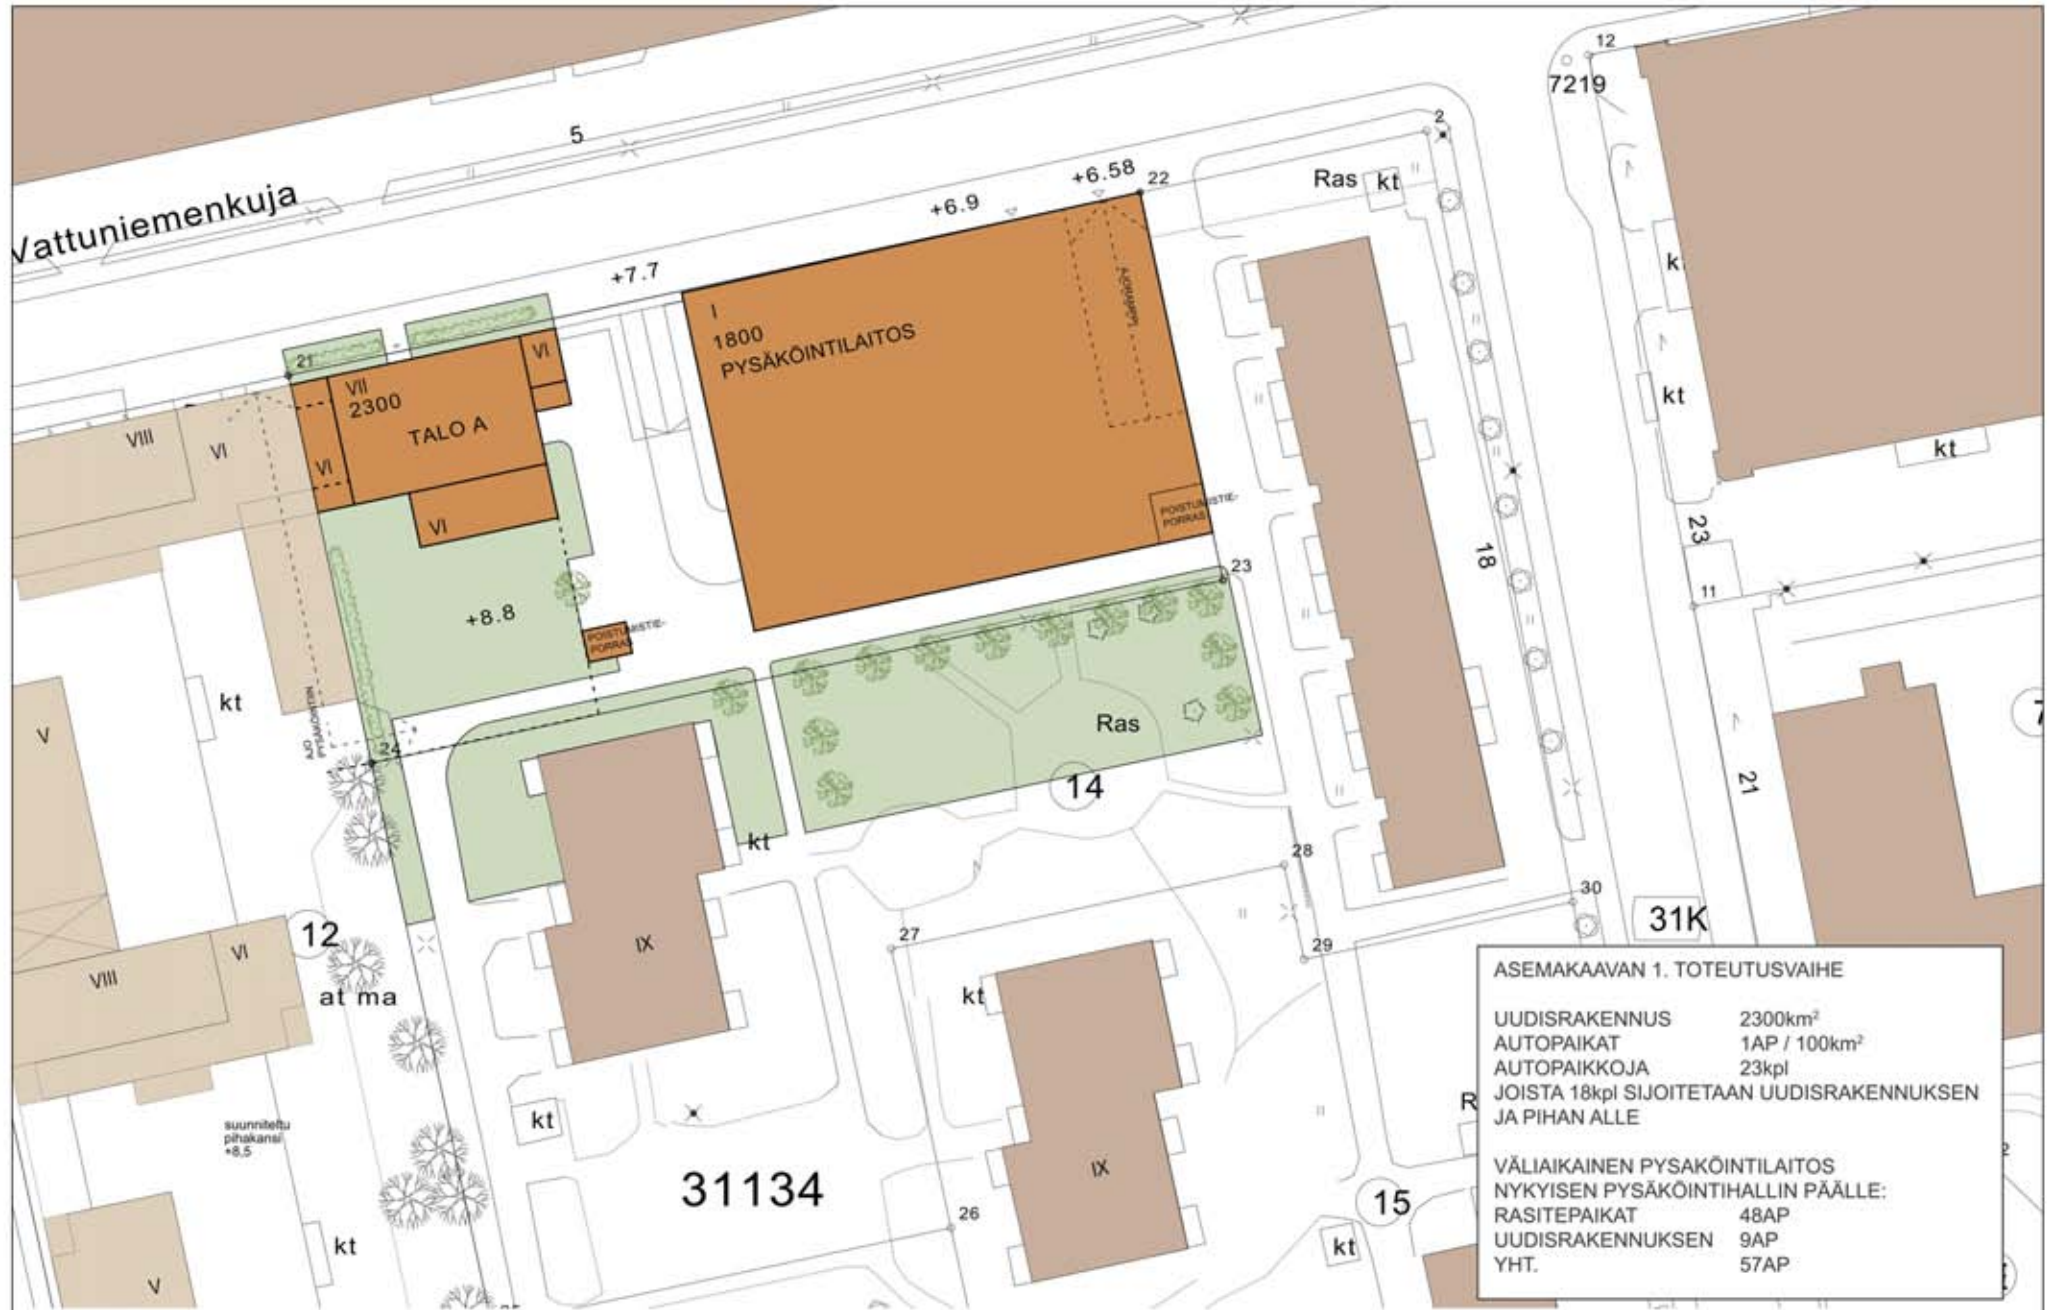 12
7219
5
2
Vattuniemenkuja
+6.58
22
Ras
kt
+6.9
+7.7
k
I
1800
PYSÄKÖINTILAITOS
21
VI
VII
2300
TALO A
VIII
VI
VI
VI
kt
kt
POISTUMISTIE-
PORRAS
23
18
23
11
+8.8
POISTUMISTIE-
PORRAS
kt
V
24
Ras
14
7
21
kt
28
30
31K
12
VI
VIII
IX
27
29
at ma
kt
kt
suunniteltu
pihakansi
+8,5
31134
IX
15
26
kt
kt
V
R
ASEMAKAAVAN 1. TOTEUTUSVAIHE
UUDISRAKENNUS 2300km²
AUTOPAIKAT 1AP / 100km²
AUTOPAIKKOJA 23kpl
JOISTA 18kpl SIJOITETAAN UUDISRAKENNUKSEN
JA PIHAN ALLE
VÄLIAIKAINEN PYSAKÖINTILAITOS
NYKYISEN PYSÄKÖINTIHALLIN PÄÄLLE:
RASITEPAIKAT 48AP
UUDISRAKENNUKSEN 9AP
YHT. 57AP